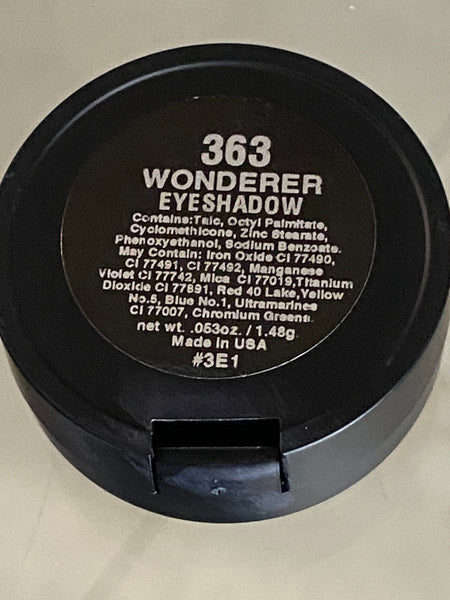 363
WONDERER
EYESHADOW
Contains:Talc, Octyl Palmitate,
Cyclomethicone, Zinc Stearate,
Phenoxyethanol, Sodium Benzoate.
May Contain: Iron Oxide CI 77490,
CI 77491, CI 77492, Manganese
Violet CI 77742, Mica CI 77019,Titanium
Dioxide CI 77891, Red 40 Lake,Yellow
No.5, Blue No.1, Ultramarines
CI 77007, Chromium Greens.
net wt. .053oz. / 1.48g.
Made in USA
#3E1